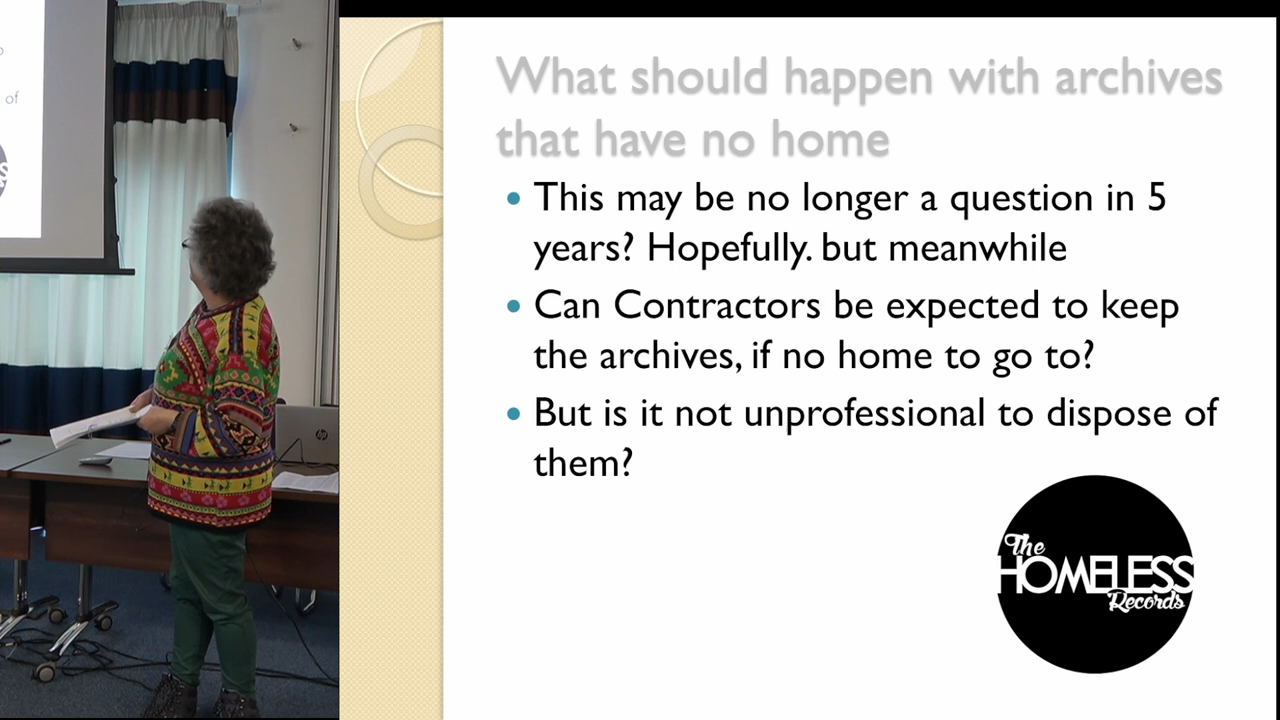 What should happen with archives
that have no home
• This may be no longer a question in 5
years? Hopefully. but meanwhile
• Can Contractors be expected to keep
the archives, if no home to go to?
• But is it not unprofessional to dispose of
them?
The
HOMELESS
Records
of
hp